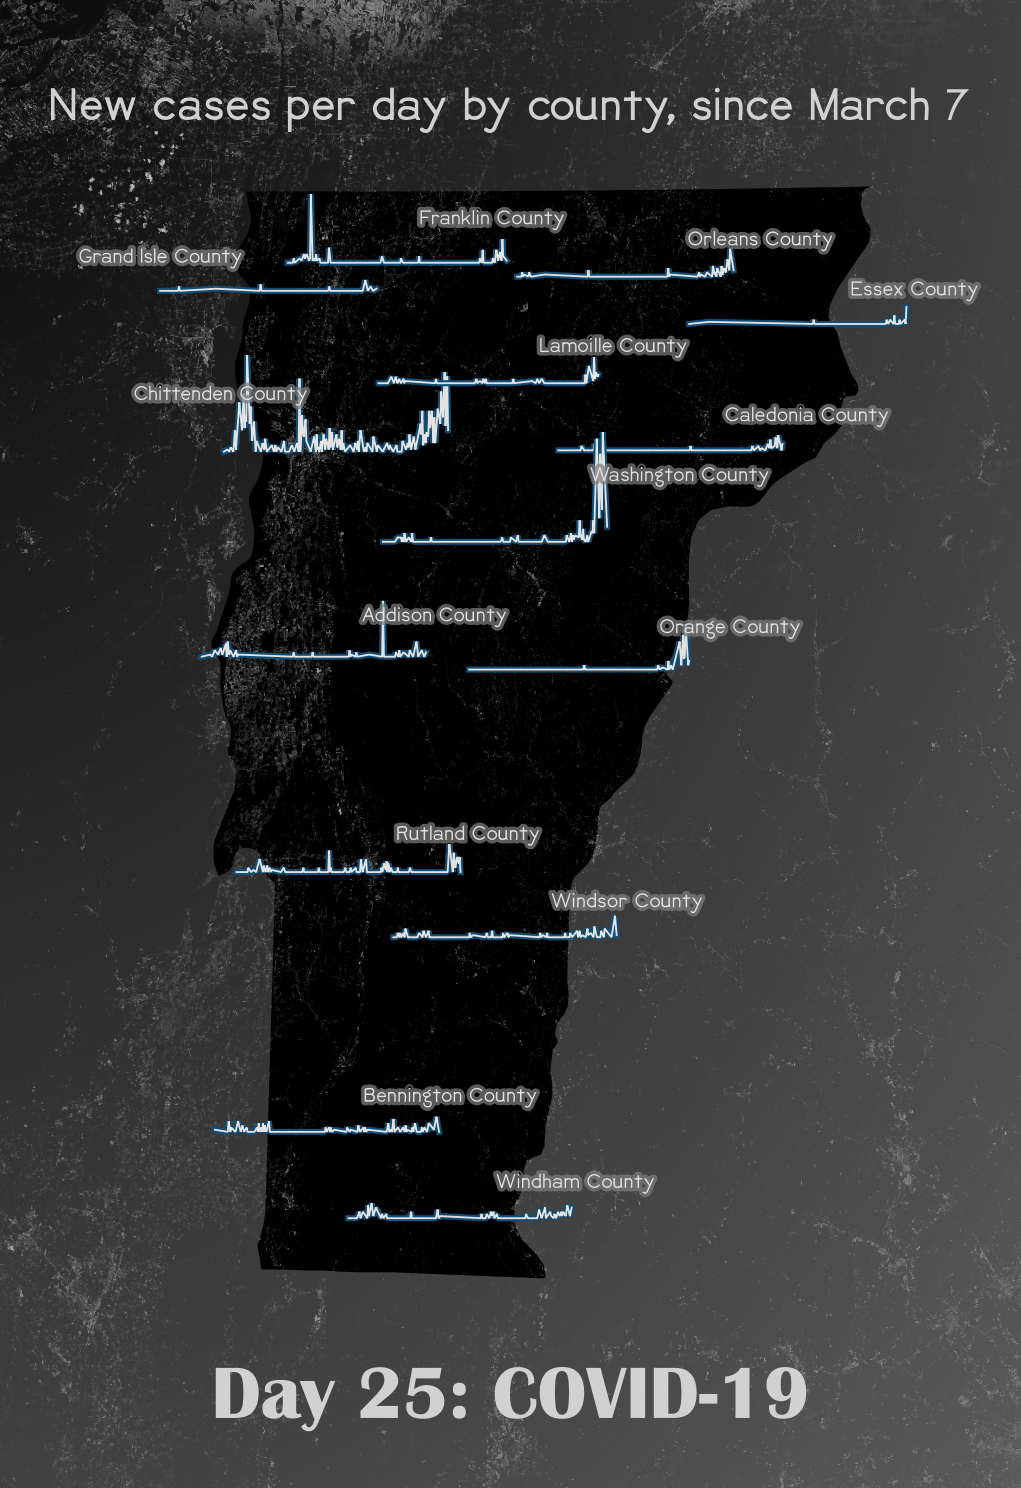 New cases per day by county, since March 7
Franklin County
Orleans County
Grand Isle County
Essex County
Lamoille County
Chittenden County
Caledonia County
Washington County
Addison County
Orange County
Rutland County
Windsor County
Bennington County
Windham County
Day 25: COVID-19